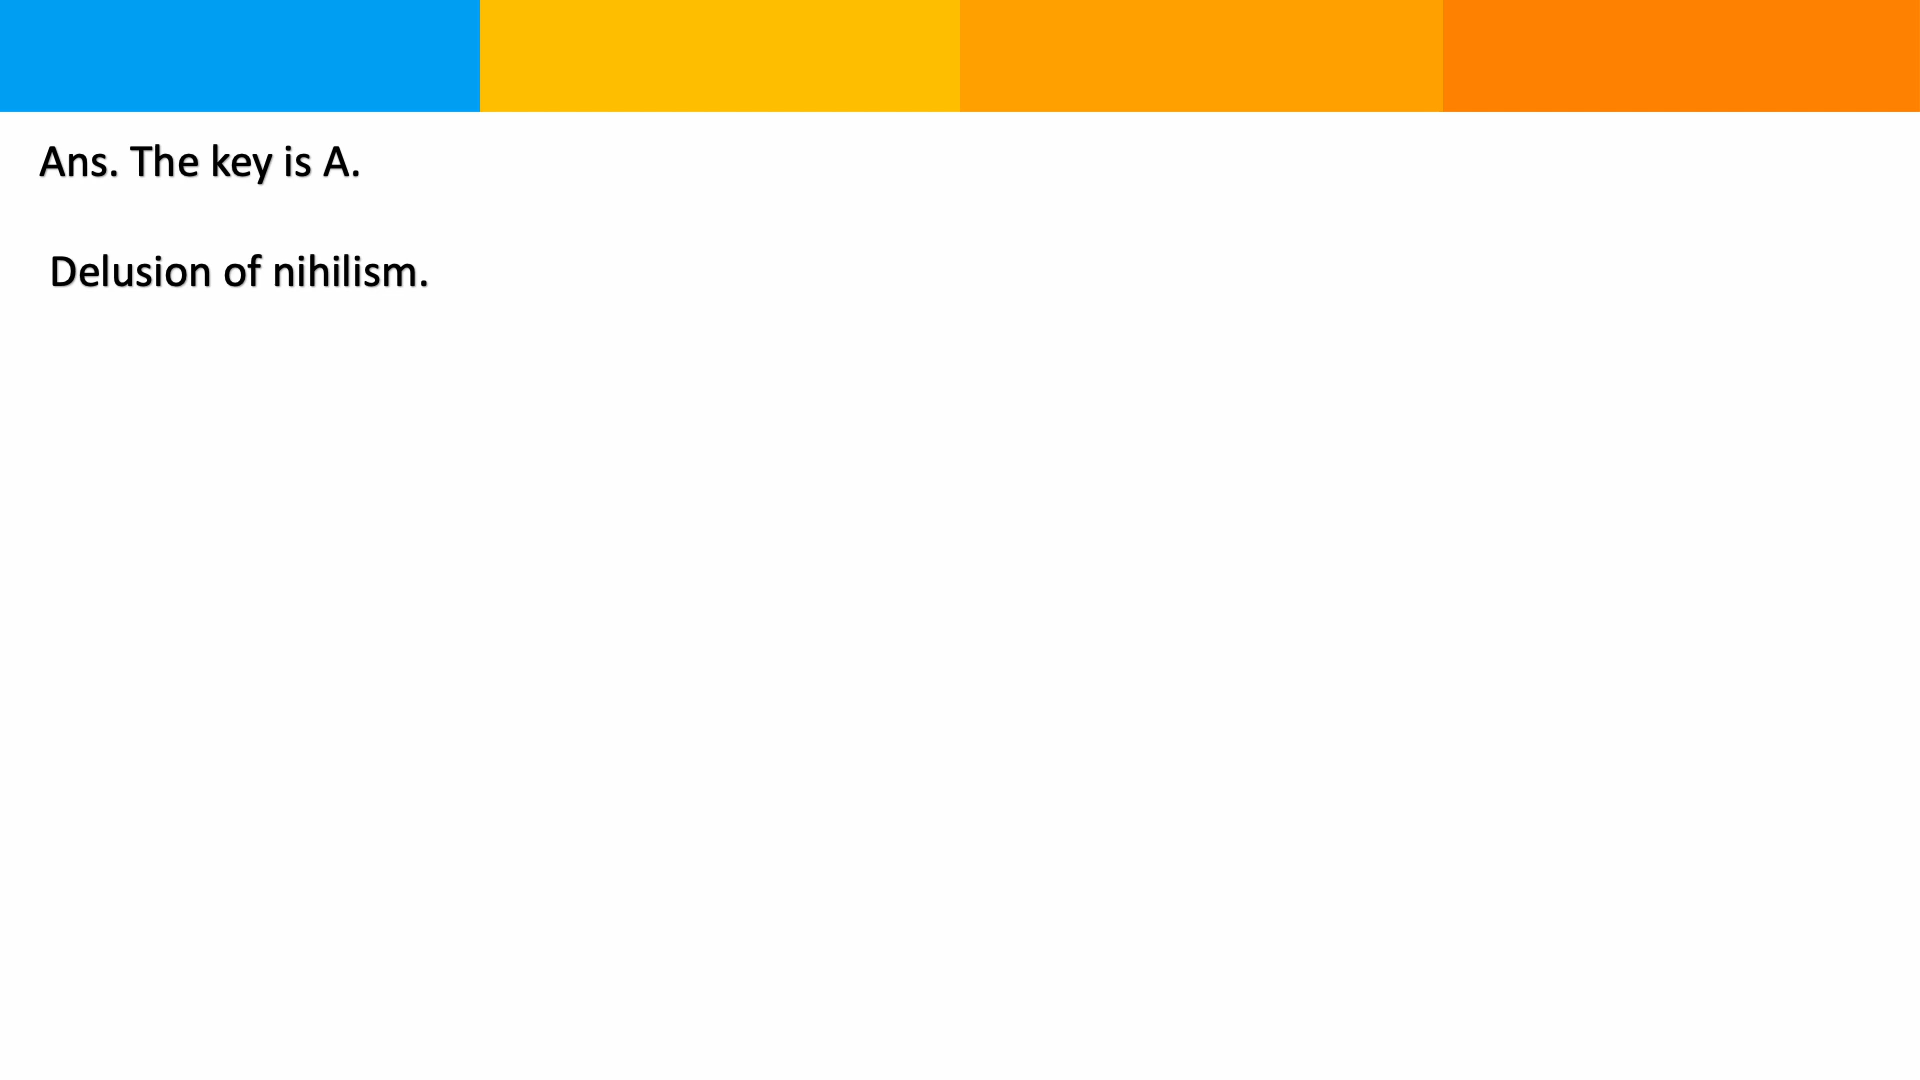 Ans. The key is A.
Delusion of nihilism.